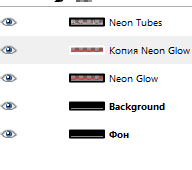 Neon Tubes
Копия Neon Glow
Neon Glow
Background
Фон